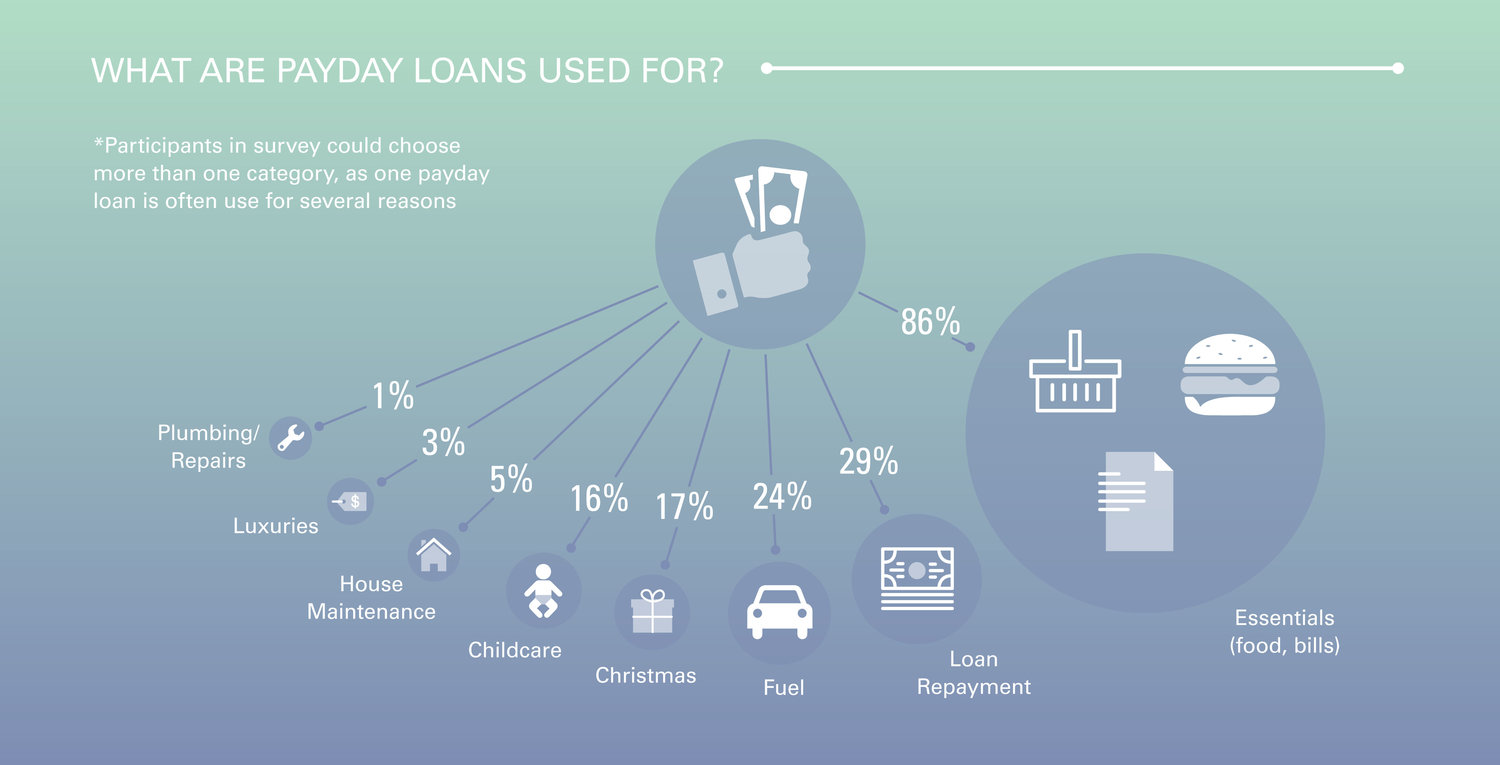 WHAT ARE PAYDAY LOANS USED FOR?
*Participants in survey could choose
more than one category, as one payday
loan is often use for several reasons
1%
Plumbing/
Repairs
3%
$
Luxuries
5%
House
Maintenance
16%
Childcare
17%
Christmas
24%
Fuel
29%
Loan
Repayment
86%
Essentials
(food, bills)